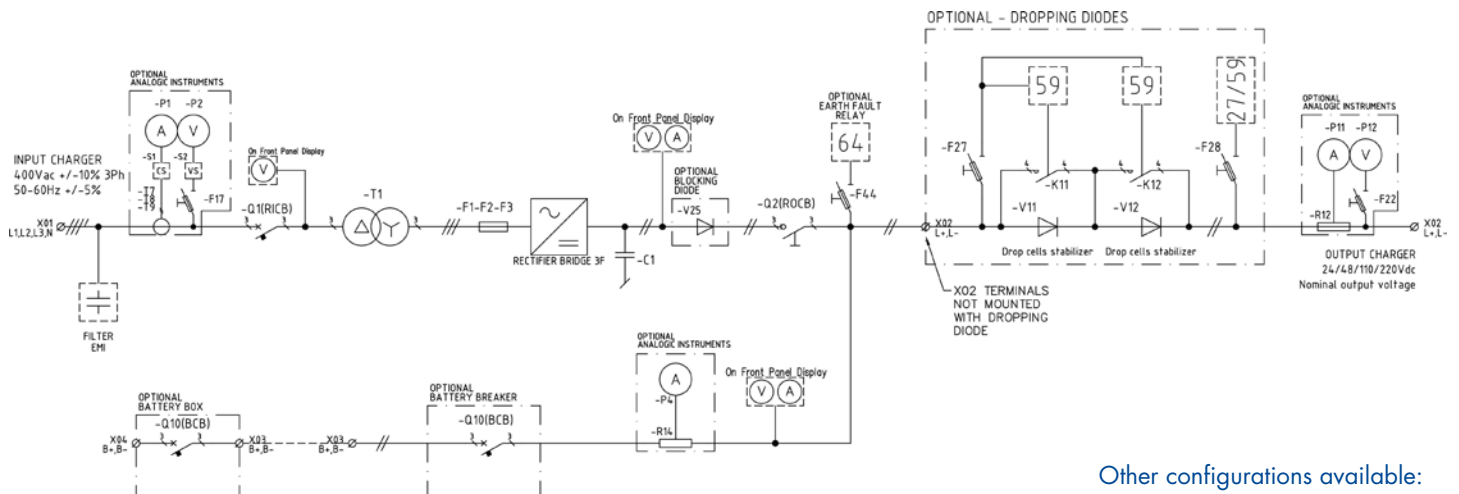 OPTIONAL - DROPPING DIODES
59
59
27/59
-F27
-F28
-K11
-K12
-V11
-V12
Drop cells stabilizer
Drop cells stabilizer
X02
L+,L-
X02 TERMINALS
NOT MOUNTED
WITH DROPPING
DIODE
OPTIONAL
ANALOGIC INSTRUMENTS
-P1
-P2
A
V
-S1
-S2
CS
VS
-T7
-T8
-T9
-F17
INPUT CHARGER
400Vac +/-10% 3Ph
50-60Hz +/-5%
X01
L1,L2,L3,N
FILTER
EMI
On Front Panel Display
V
-Q1(RICB)
-T1
-F1-F2-F3
RECTIFIER BRIDGE 3F
-C1
On Front Panel Display
V
A
OPTIONAL
BLOCKING
DIODE
-V25
-Q2(ROCB)
OPTIONAL
EARTH FAULT
RELAY
64
-F44
OPTIONAL
ANALOGIC INSTRUMENTS
-P11
-P12
A
V
-F22
-R12
X02
L+,L-
OUTPUT CHARGER
24/48/110/220Vdc
Nominal output voltage
OPTIONAL
BATTERY BOX
-Q10(BCB)
X04
B+,B-
X03
B+,B-
X03
B+,B-
OPTIONAL
BATTERY BREAKER
-Q10(BCB)
OPTIONAL
ANALOGIC INSTRUMENTS
A
-P4
-R14
On Front Panel Display
V
A
Other configurations available: